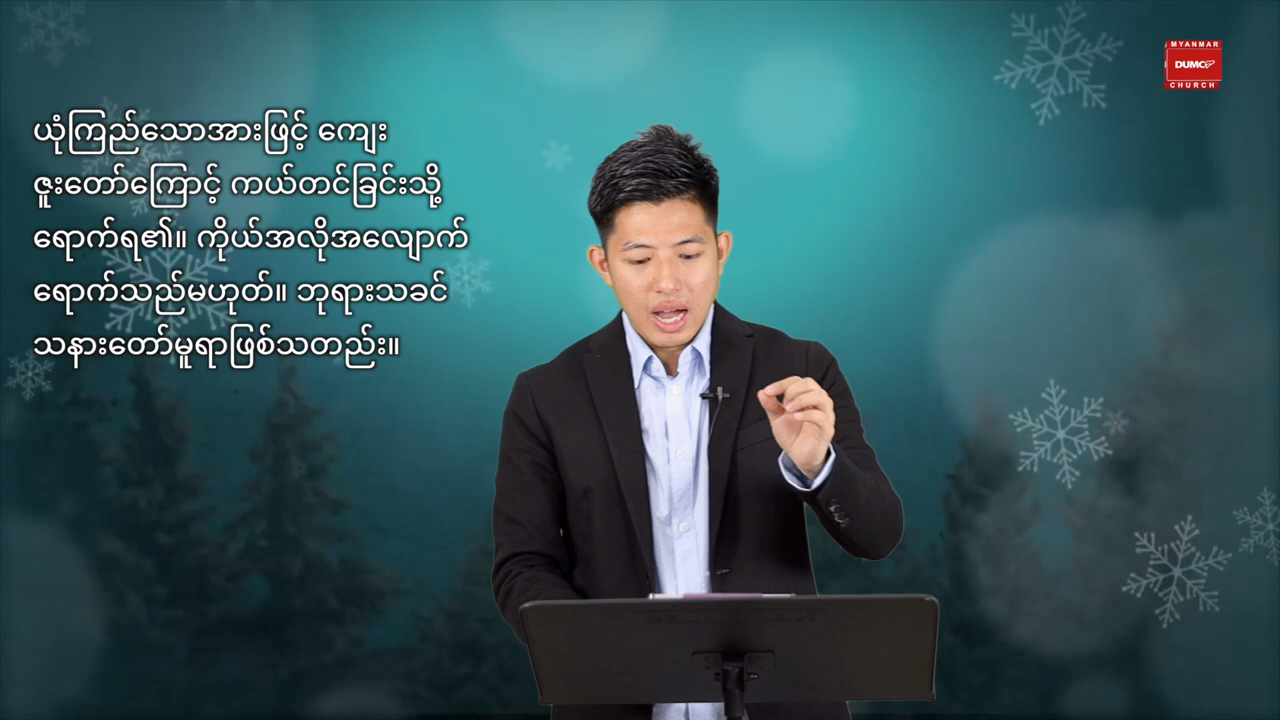 ယုံကြည်သောအားဖြင့် ကျေး
ဇူးတော်ကြောင့် ကယ်တင်ခြင်းသို့
ရောက်ရ၏။ ကိုယ်အလိုအလျောက်
ရောက်သည်မဟုတ်။ ဘုရားသခင်
သနားတော်မူရာဖြစ်သတည်း။
MYANMAR
DUMC
CHURCH